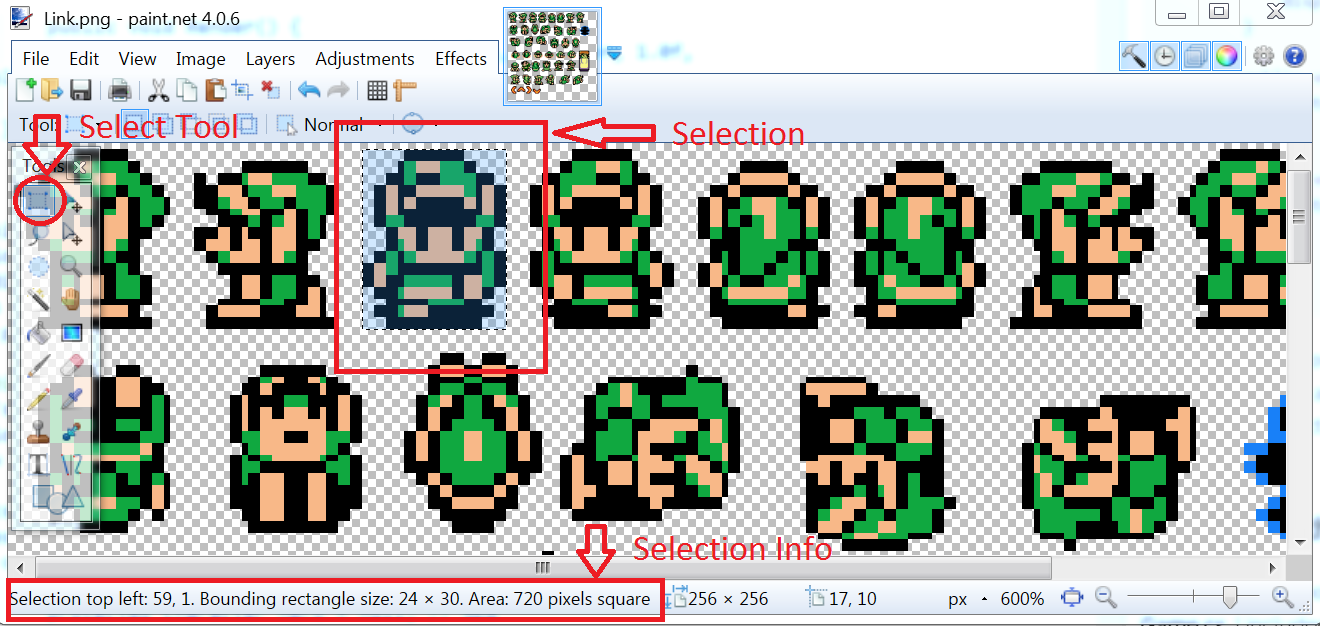 Link.png - paint.net 4.0.6
File Edit View Image Layers Adjustments Effects
Tool: Normal
Select Tool
Selection
Tools
Selection Info
Selection top left: 59, 1. Bounding rectangle size: 24 × 30. Area: 720 pixels square
256 × 256
17, 10
px
600%